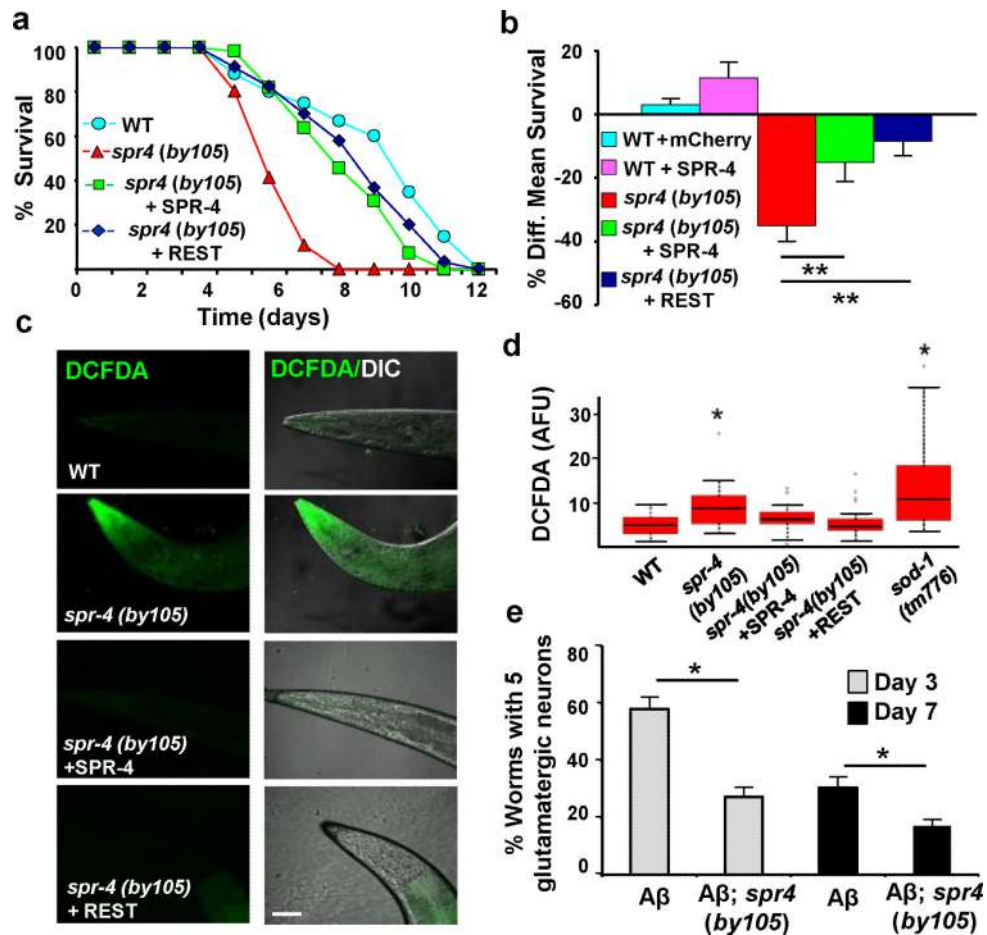 a
100
80
60
40
20
0
% Survival
WT
spr4 (by105)
spr4 (by105)
+ SPR-4
spr4 (by105)
+ REST
0
2
4
6
8
10
12
Time (days)
b
20
0
-20
-40
-60
% Diff. Mean Survival
WT +mCherry
WT + SPR-4
spr4 (by105)
spr4 (by105)
+ SPR-4
spr4 (by105)
+ REST
**
**
c
DCFDA
DCFDA/DIC
WT
spr-4 (by105)
spr-4 (by105)
+SPR-4
spr-4 (by105)
+ REST
d
DCFDA (AFU)
30
20
10
*
*
WT
spr-4
(by105)
spr-4(by105)
+SPR-4
spr-4(by105)
+REST
sod-1
(tm776)
e
% Worms with 5
glutamatergic neurons
80
60
40
20
0
*
*
Day 3
Day 7
Aβ
Aβ; spr4
(by105)
Aβ
Aβ; spr4
(by105)